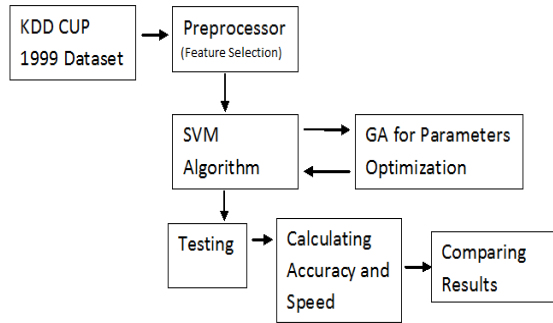 KDD CUP
1999 Dataset
Preprocessor
(Feature Selection)
SVM
Algorithm
GA for Parameters
Optimization
Testing
Calculating
Accuracy and
Speed
Comparing
Results